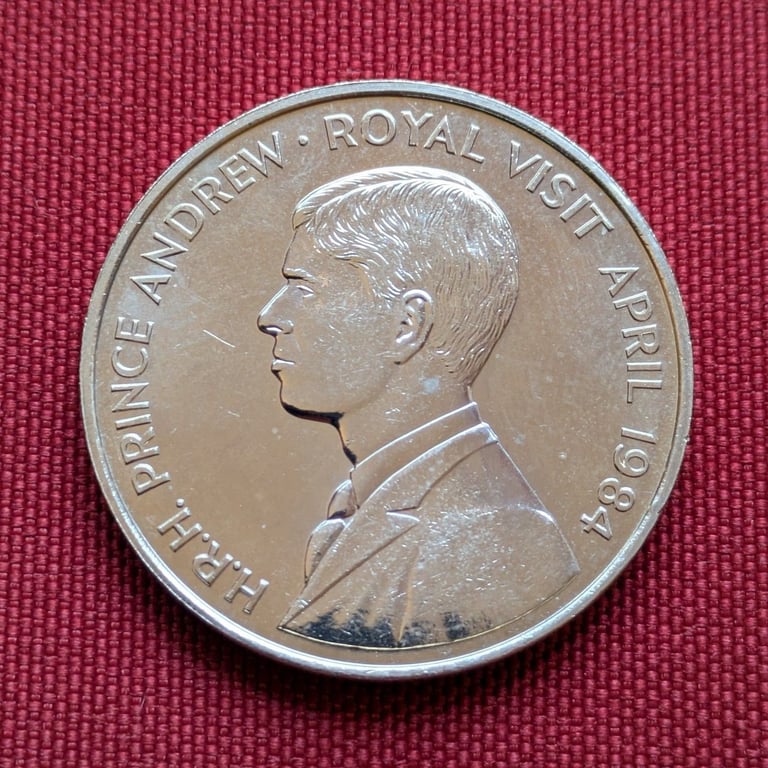 H.R.H. PRINCE ANDREW · ROYAL VISIT APRIL 1984